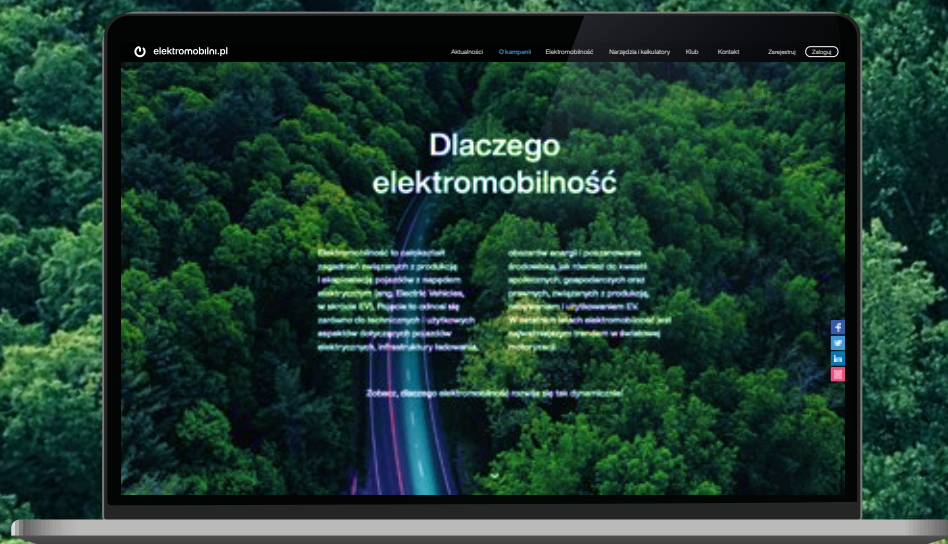 elektromobilni.pl
Aktualności O kampanii Elektromobilność Narzędzia i kalkulatory Klub Kontakt Zarejestruj Zaloguj
Dlaczego
elektromobilność
Elektromobilność to całokształt
zagadnień związanych z produkcją
i eksploatacją pojazdów z napędem
elektrycznym (ang. Electric Vehicles,
w skrócie EV). Pojęcie to odnosi się
zarówno do technicznych i użytkowych
aspektów dotyczących pojazdów
elektrycznych, infrastruktury ładowania,
obszarów energii i poszanowania
środowiska, jak również do kwestii
społecznych, gospodarczych oraz
prawnych, związanych z produkcją,
i użytkowaniem EV.
W ostatnim latach elektromobilność jest
najważniejszym trendem w światowej
motoryzacji.
Zobacz, dlaczego elektromobilność rozwija się tak dynamicznie!
f
in